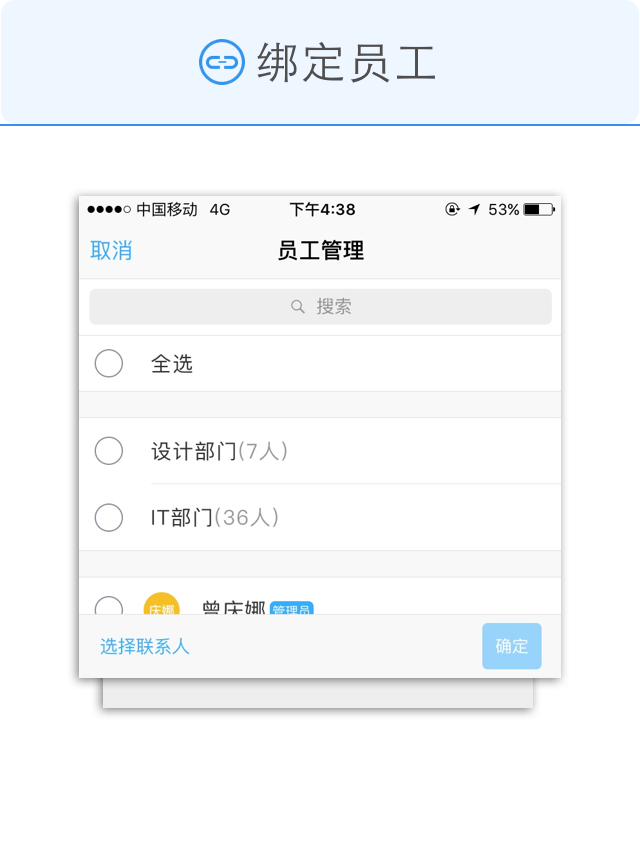 绑定员工
中国移动 4G 下午4:38 53%
取消 员工管理
搜索
全选
设计部门(7人)
IT部门(36人)
庆娜 曾庆娜 管理员
选择联系人 确定